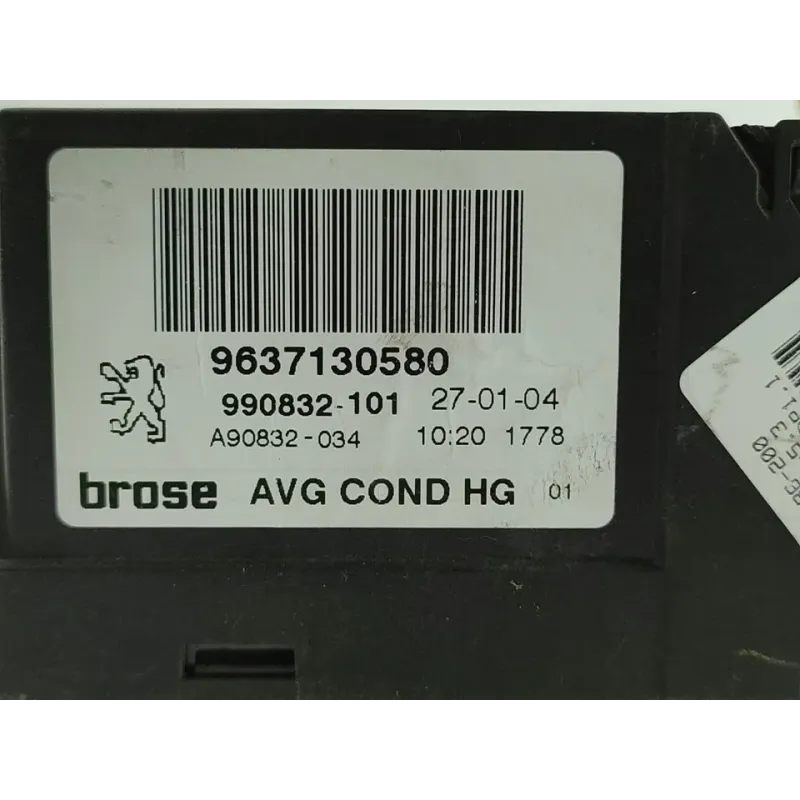 9637130580
990832-101 27-01-04
A90832-034 10:20 1778
brose AVG COND HG 01